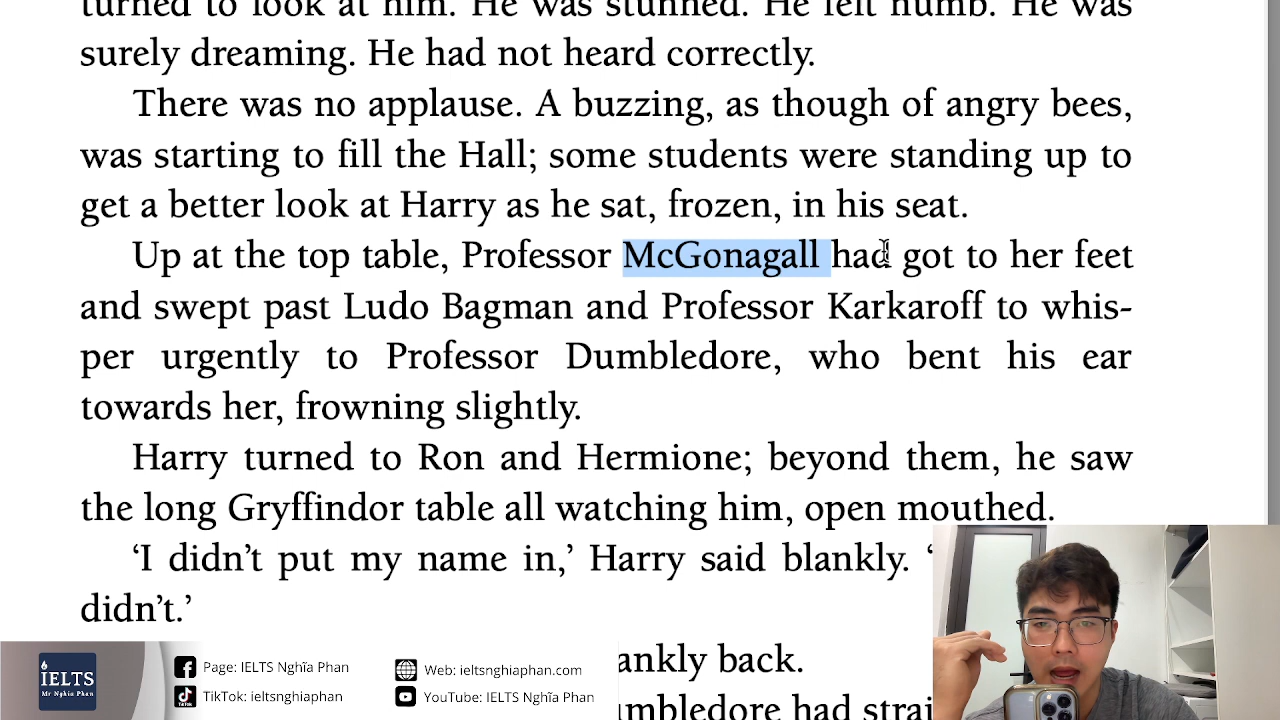 turned to look at him. He was stunned. He felt numb. He was
surely dreaming. He had not heard correctly.
There was no applause. A buzzing, as though of angry bees,
was starting to fill the Hall; some students were standing up to
get a better look at Harry as he sat, frozen, in his seat.
Up at the top table, Professor McGonagall had got to her feet
and swept past Ludo Bagman and Professor Karkaroff to whis-
per urgently to Professor Dumbledore, who bent his ear
towards her, frowning slightly.
Harry turned to Ron and Hermione; beyond them, he saw
the long Gryffindor table all watching him, open mouthed.
‘I didn’t put my name in,’ Harry said blankly. ‘
didn’t.’
ankly back.
umbledore had strai
IELTS
Mr Nghia Phan
Page: IELTS Nghĩa Phan
TikTok: ieltsnghiaphan
Web: ieltsnghiaphan.com
YouTube: IELTS Nghĩa Phan